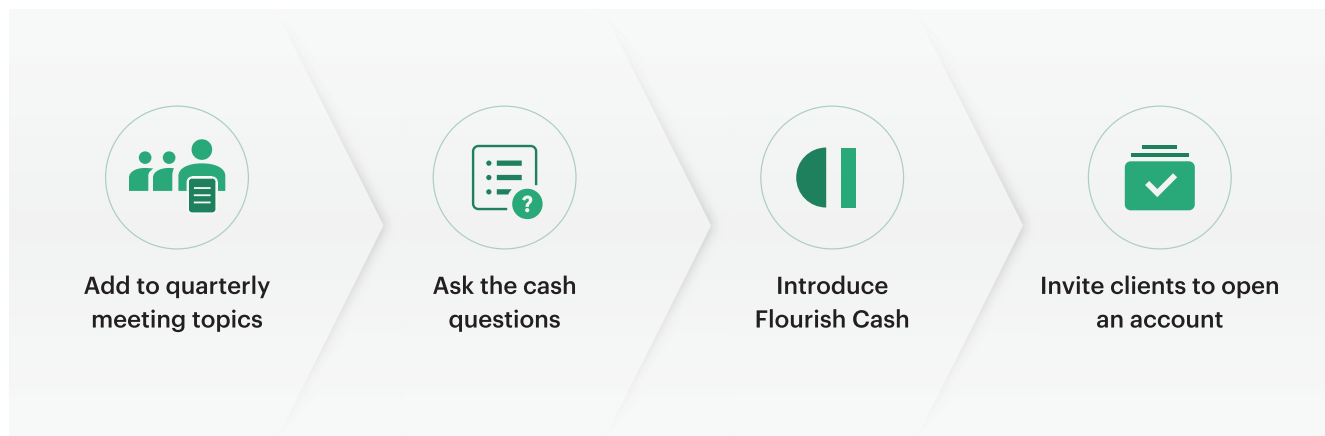 Add to quarterly
meeting topics
?
Ask the cash
questions
Introduce
Flourish Cash
Invite clients to open
an account